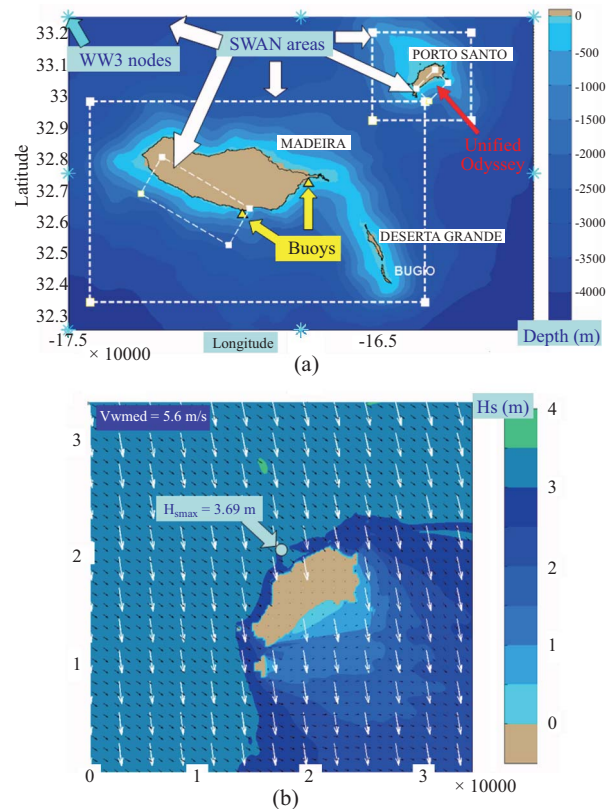 33.2
33.1
33
32.9
32.8
32.7
32.6
32.5
32.4
32.3
Latitude
WW3 nodes
SWAN areas
PORTO SANTO
Unified
Odyssey
MADEIRA
Buoys
DESERTA GRANDE
BUGIO
0
-500
-1000
-1500
-2000
-2500
-3000
-3500
-4000
Depth (m)
-17.5
Longitude
-16.5
× 10000
(a)
Vwmed = 5.6 m/s
Hs (m)
Hsmax = 3.69 m
3
2
1
4
3
2
1
0
0
1
2
3
× 10000
(b)